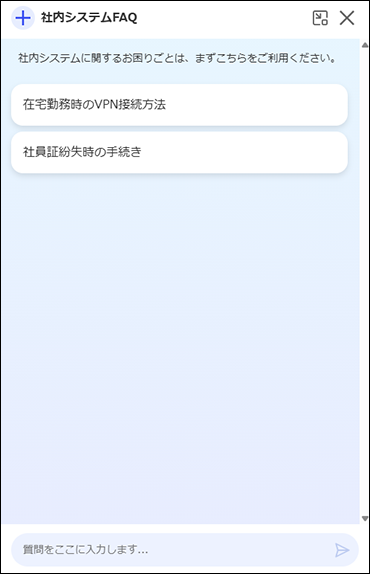 社内システムFAQ
社内システムに関するお困りごとは、まずこちらをご利用ください。
在宅勤務時のVPN接続方法
社員証紛失時の手続き
質問をここに入力します...